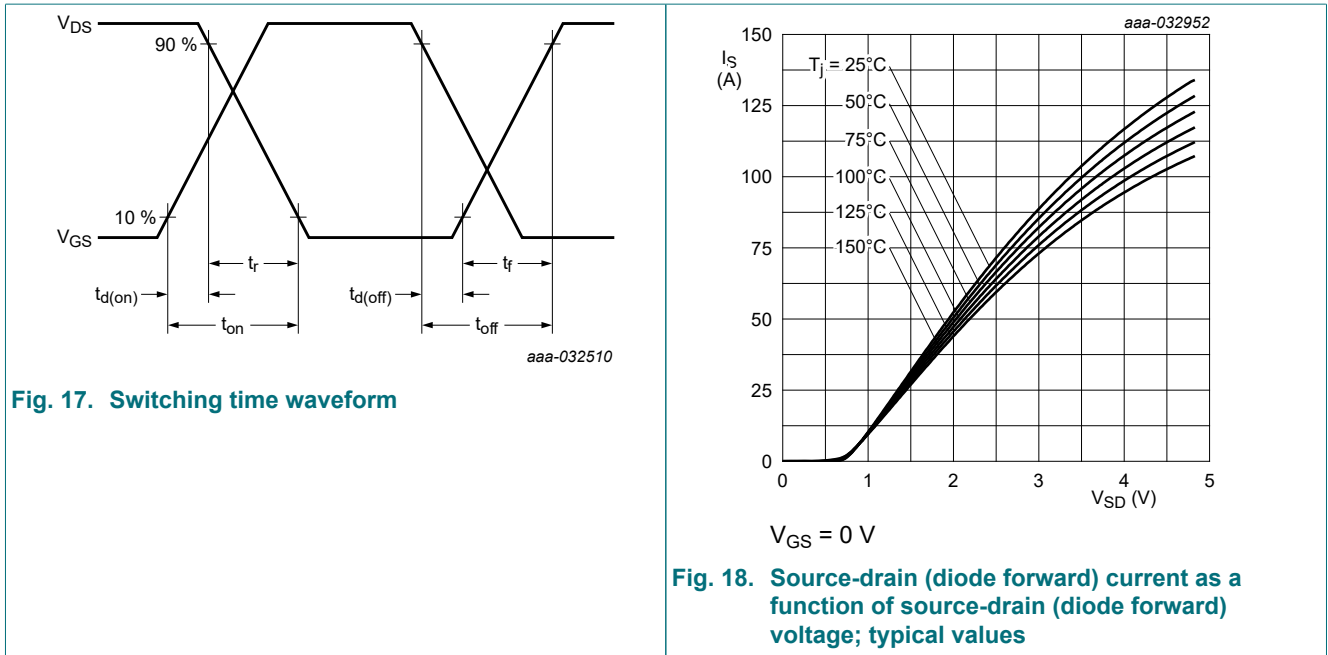 V_DS
90 %
10 %
V_GS
t_r
t_f
t_d(on)
t_d(off)
t_on
t_off
aaa-032510
Fig. 17. Switching time waveform
aaa-032952
I_S
(A)
150
125
100
75
50
25
0
T_j = 25°C
50°C
75°C
100°C
125°C
150°C
0 1 2 3 4 5
V_SD (V)
V_GS = 0 V
Fig. 18. Source-drain (diode forward) current as a
function of source-drain (diode forward)
voltage; typical values